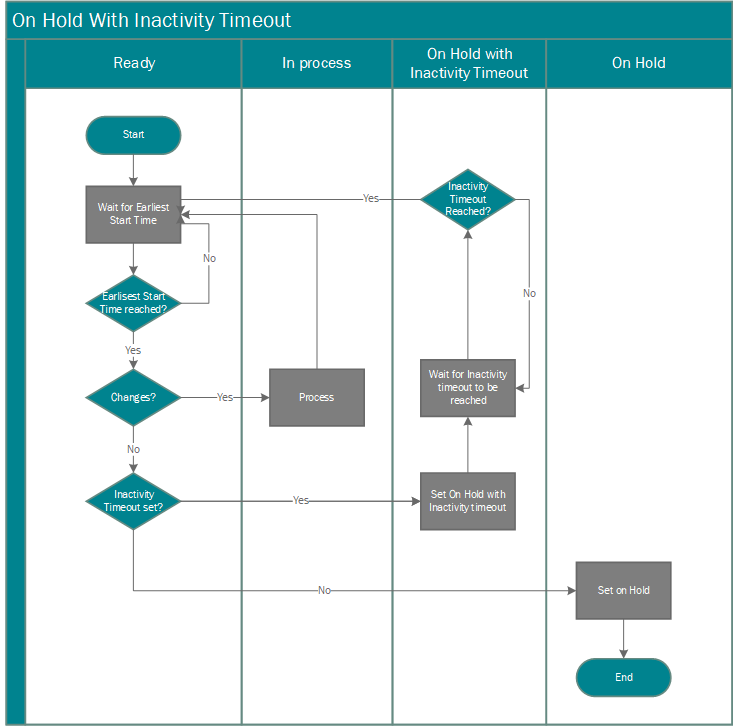 On Hold With Inactivity Timeout
Ready
In process
On Hold with
Inactivity Timeout
On Hold
Start
Wait for Earliest
Start Time
Inactivity
Timeout
Reached?
Yes
No
No
Earlisest Start
Time reached?
Yes
Changes?
Yes
Process
Wait for Inactivity
timeout to be
reached
No
Inactivity
Timeout set?
Yes
Set On Hold with
Inactivity timeout
No
Set on Hold
End